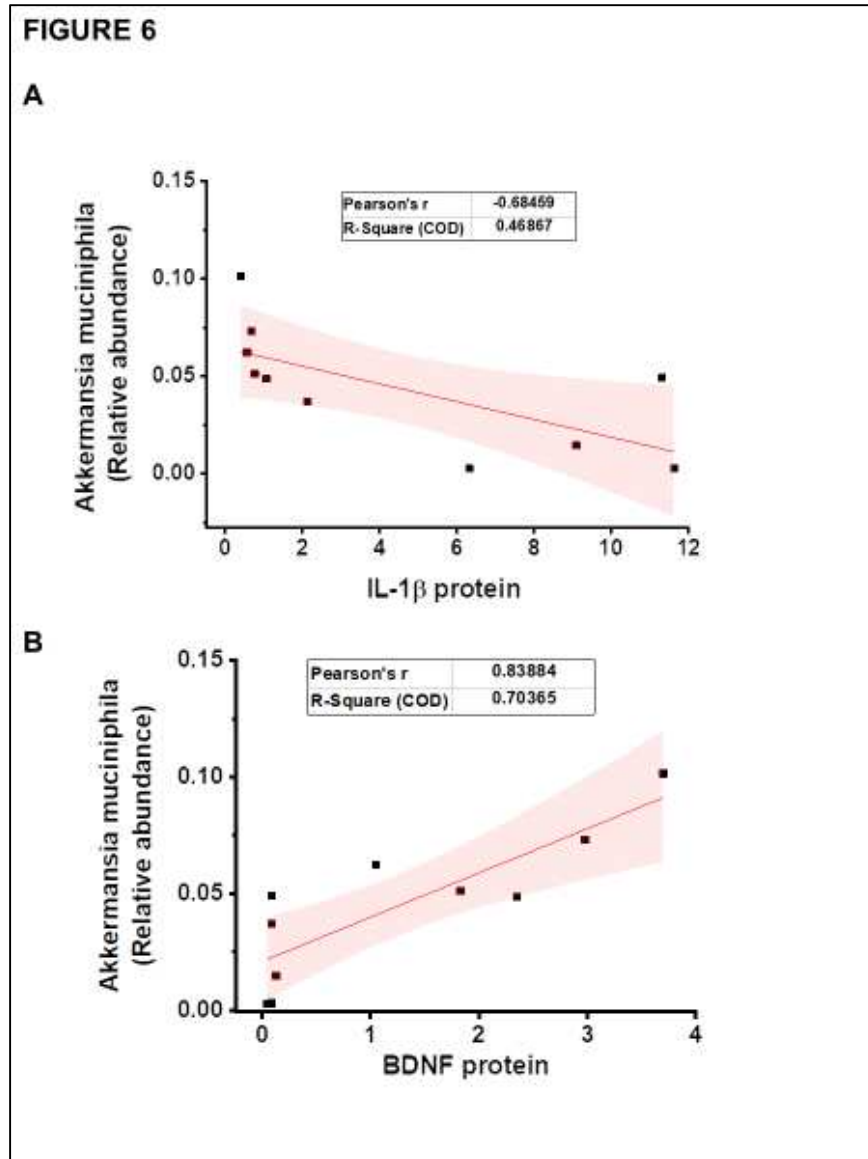 FIGURE 6
A
Akkermansia muciniphila
(Relative abundance)
0.15
0.10
0.05
0.00
Pearson's r -0.68459
R-Square (COD) 0.46867
0 2 4 6 8 10 12
IL-1β protein
B
Akkermansia muciniphila
(Relative abundance)
0.15
0.10
0.05
0.00
Pearson's r 0.83884
R-Square (COD) 0.70365
0 1 2 3 4
BDNF protein